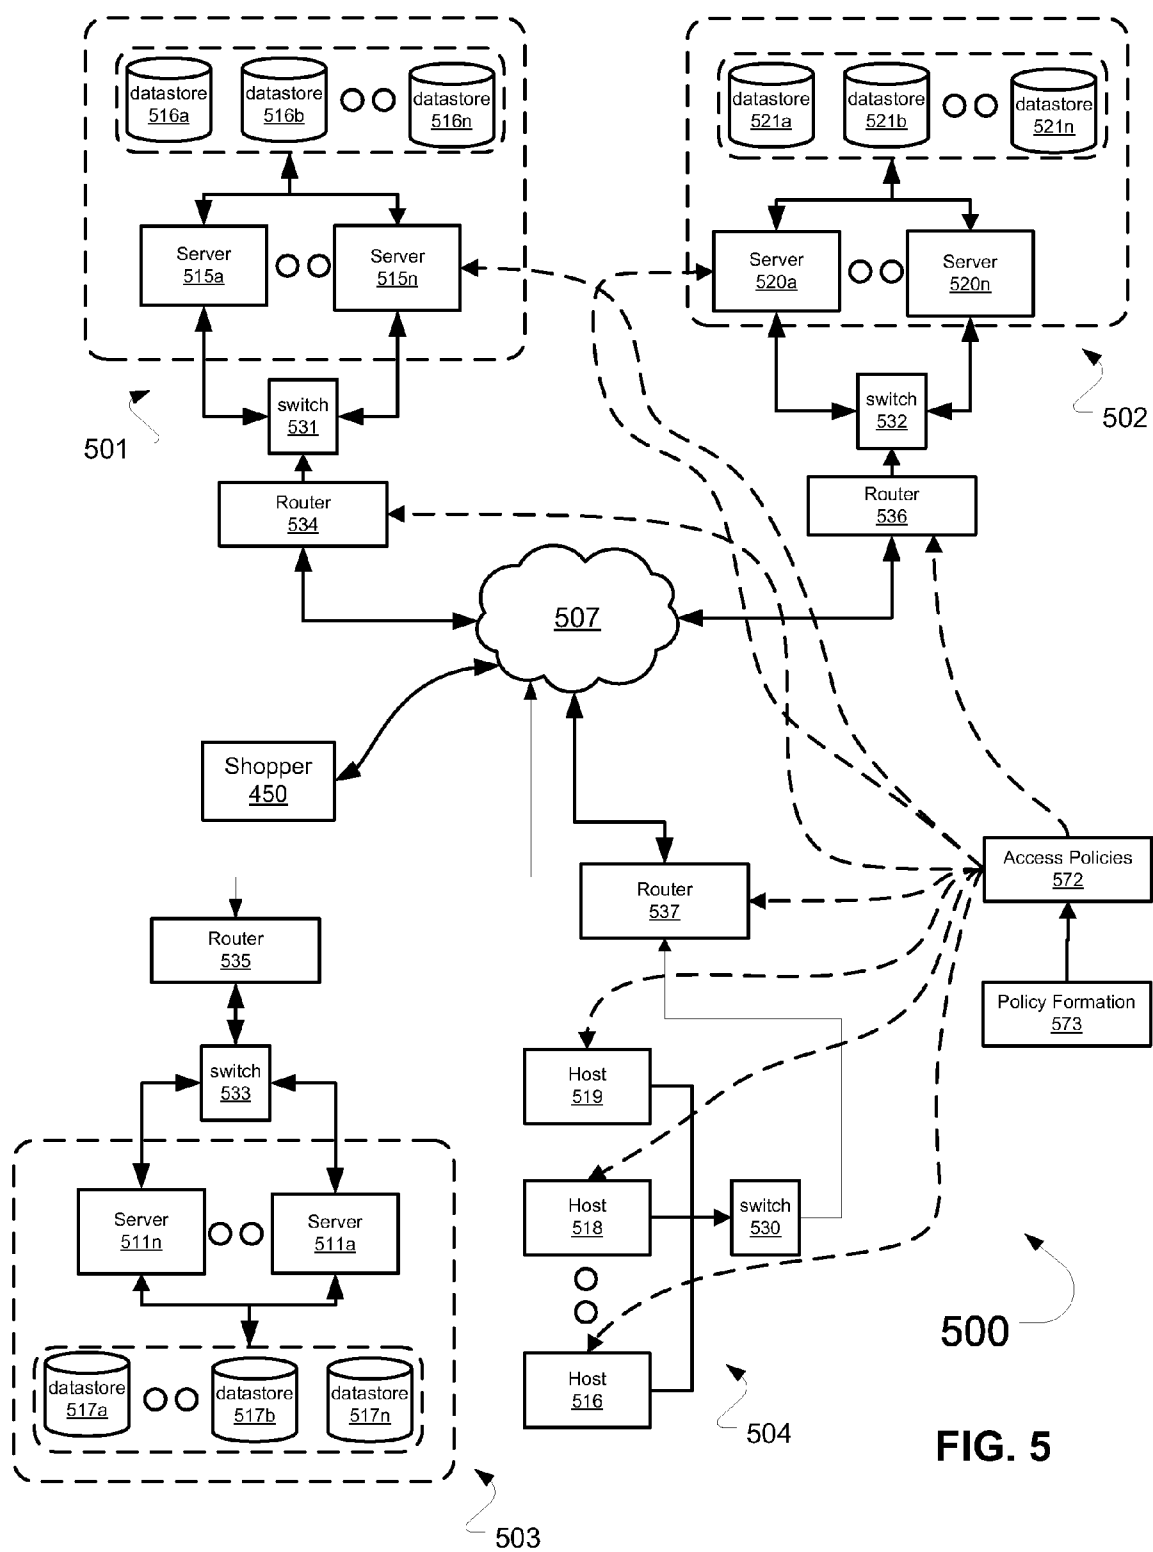 datastore
516a
datastore
516b
datastore
516n
datastore
521a
datastore
521b
datastore
521n
Server
515a
Server
515n
Server
520a
Server
520n
switch
531
switch
532
501
502
Router
534
Router
536
507
Shopper
450
Access Policies
572
Router
537
Router
535
Policy Formation
573
switch
533
Host
519
Host
518
switch
530
Server
511n
Server
511a
500
Host
516
datastore
517a
datastore
517b
datastore
517n
504
FIG. 5
503